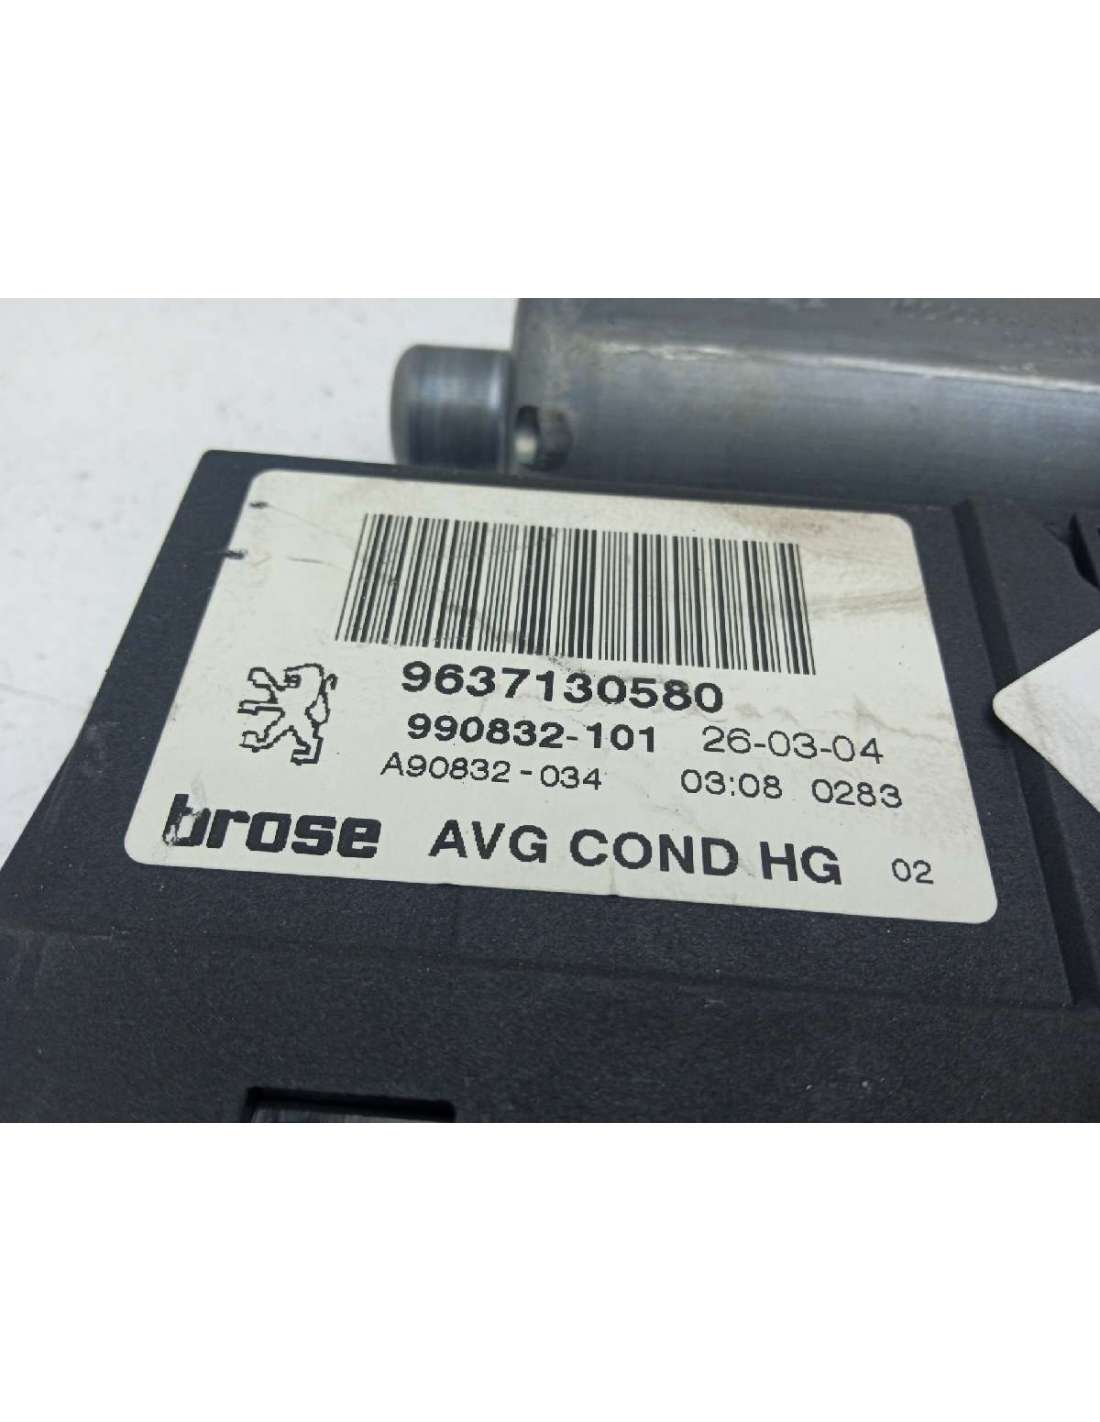 9637130580
990832-101 26-03-04
A90832-034 03:08 0283
brose AVG COND HG 02